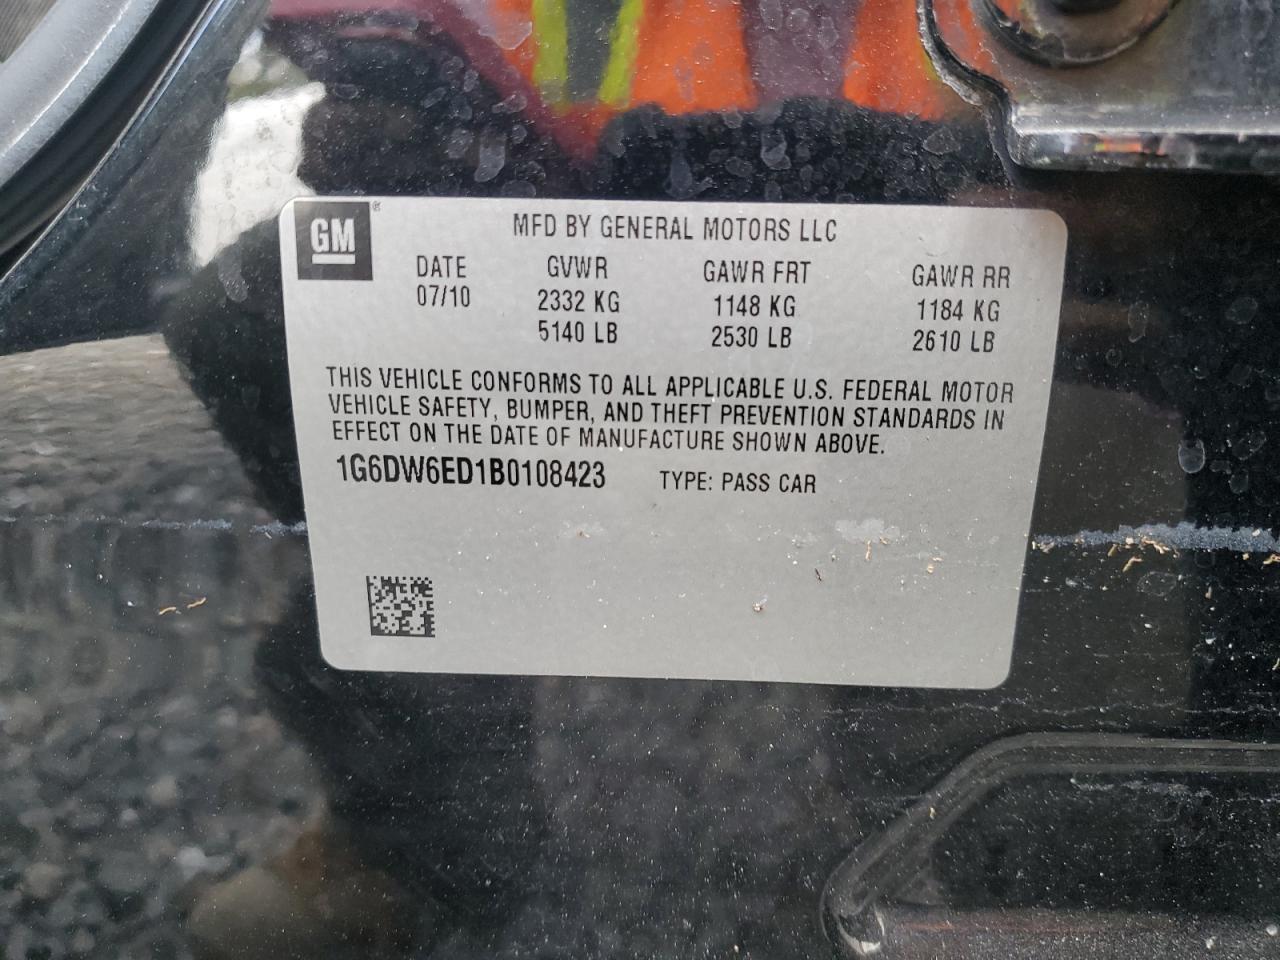 GM® MFD BY GENERAL MOTORS LLC
DATE GVWR GAWR FRT GAWR RR
07/10 2332 KG 1148 KG 1184 KG
5140 LB 2530 LB 2610 LB
THIS VEHICLE CONFORMS TO ALL APPLICABLE U.S. FEDERAL MOTOR
VEHICLE SAFETY, BUMPER, AND THEFT PREVENTION STANDARDS IN
EFFECT ON THE DATE OF MANUFACTURE SHOWN ABOVE.
1G6DW6ED1B0108423 TYPE: PASS CAR